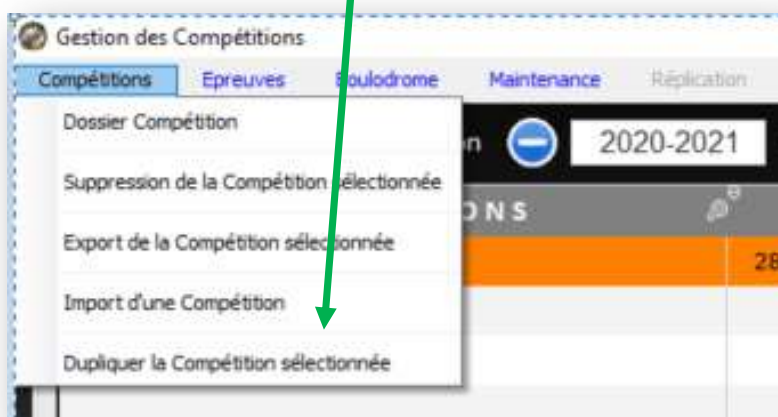 Gestion des Compétitions
Compétitions Epreuves Boulodrome Maintenance Réplication
Dossier Compétition
2020-2021
Suppression de la Compétition sélectionnée
ONS
Export de la Compétition sélectionnée
28
Import d'une Compétition
Dupliquer la Compétition sélectionnée